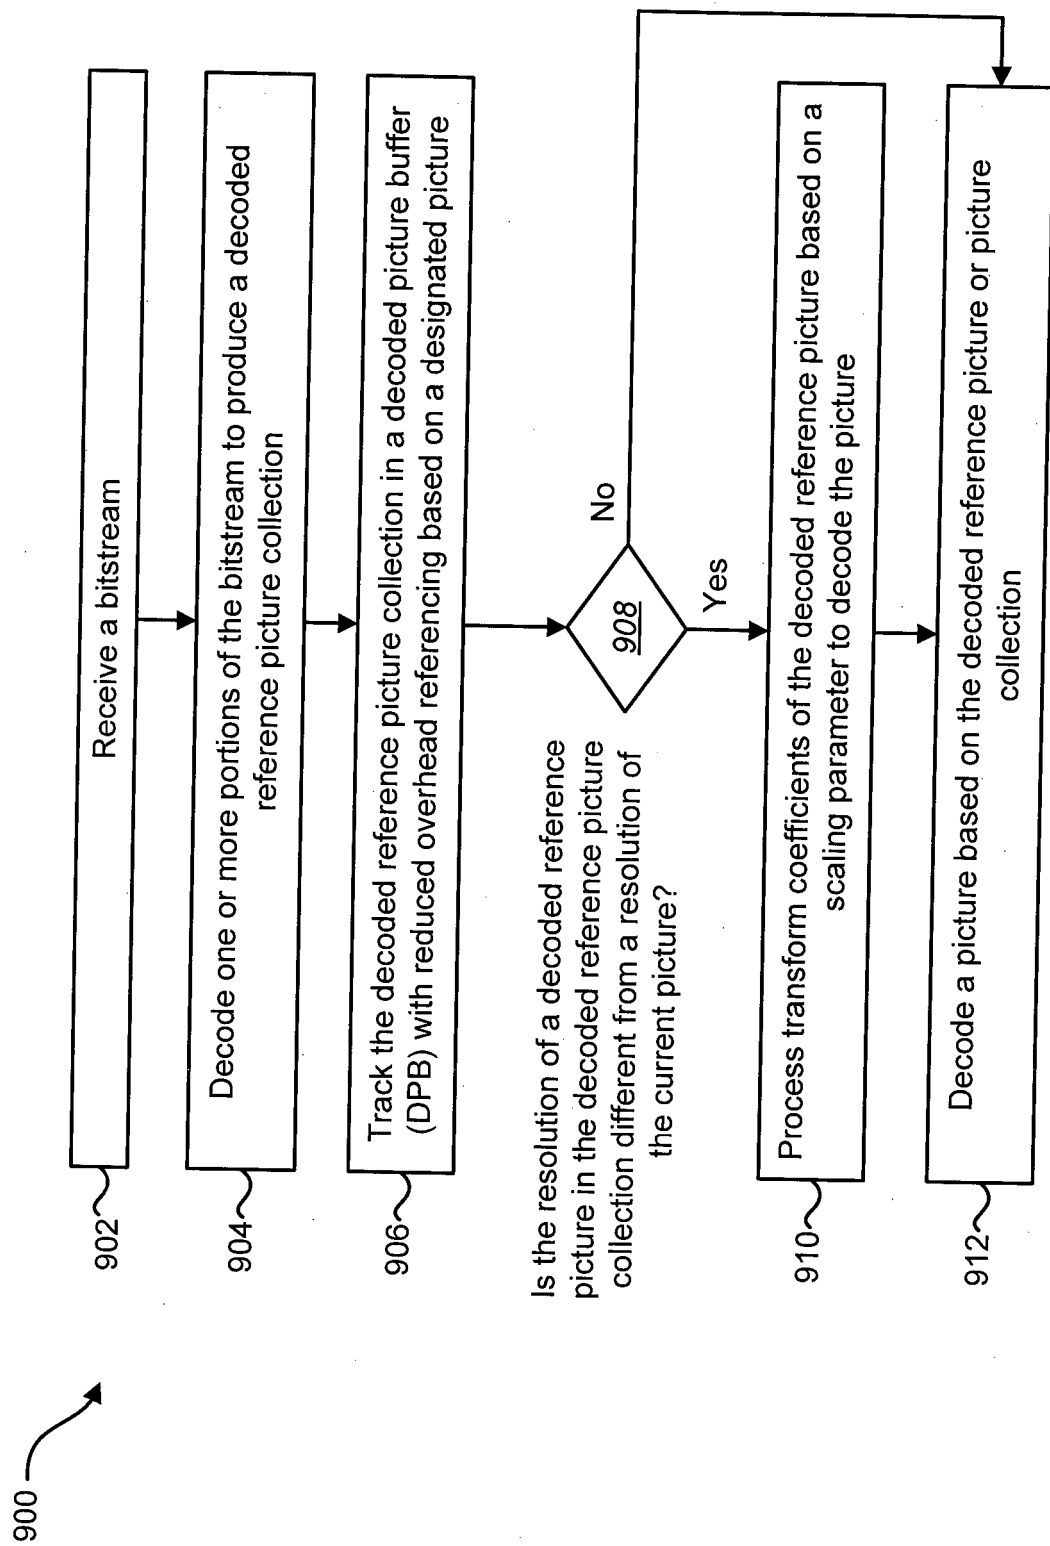 900
902
Receive a bitstream
904
Decode one or more portions of the bitstream to produce a decoded
reference picture collection
906
Track the decoded reference picture collection in a decoded picture buffer
(DPB) with reduced overhead referencing based on a designated picture
Is the resolution of a decoded reference
picture in the decoded reference picture
collection different from a resolution of
the current picture?
908
No
Yes
910
Process transform coefficients of the decoded reference picture based on a
scaling parameter to decode the picture
912
Decode a picture based on the decoded reference picture or picture
collection